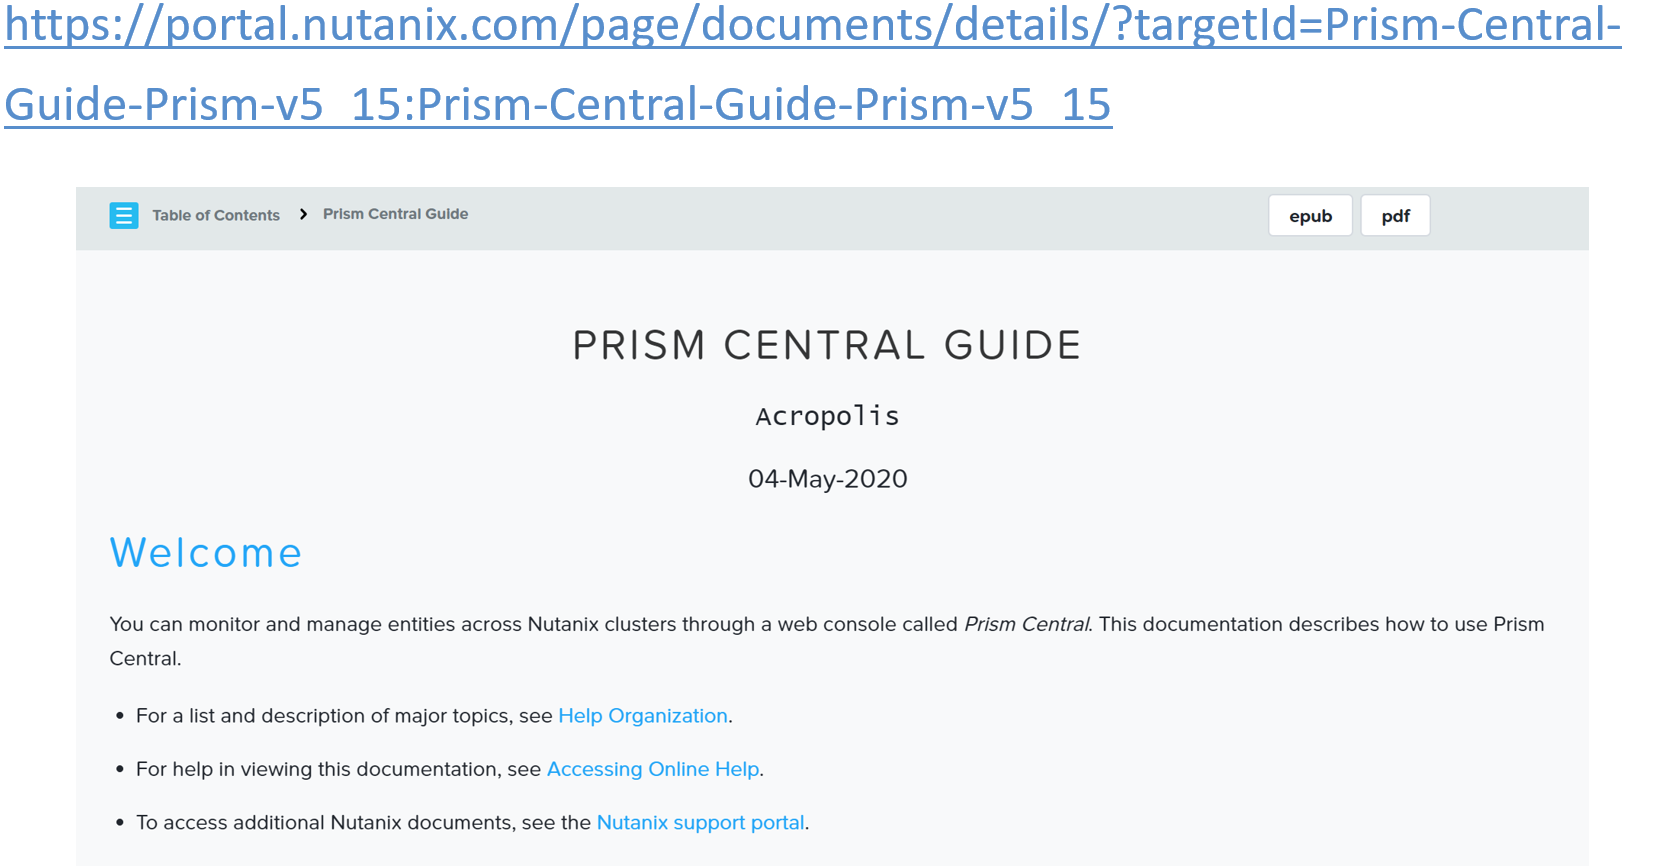 https://portal.nutanix.com/page/documents/details/?targetId=Prism-Central-
Guide-Prism-v5_15:Prism-Central-Guide-Prism-v5_15
Table of Contents > Prism Central Guide
epub pdf
PRISM CENTRAL GUIDE
Acropolis
04-May-2020
Welcome
You can monitor and manage entities across Nutanix clusters through a web console called Prism Central. This documentation describes how to use Prism
Central.
• For a list and description of major topics, see Help Organization.
• For help in viewing this documentation, see Accessing Online Help.
• To access additional Nutanix documents, see the Nutanix support portal.